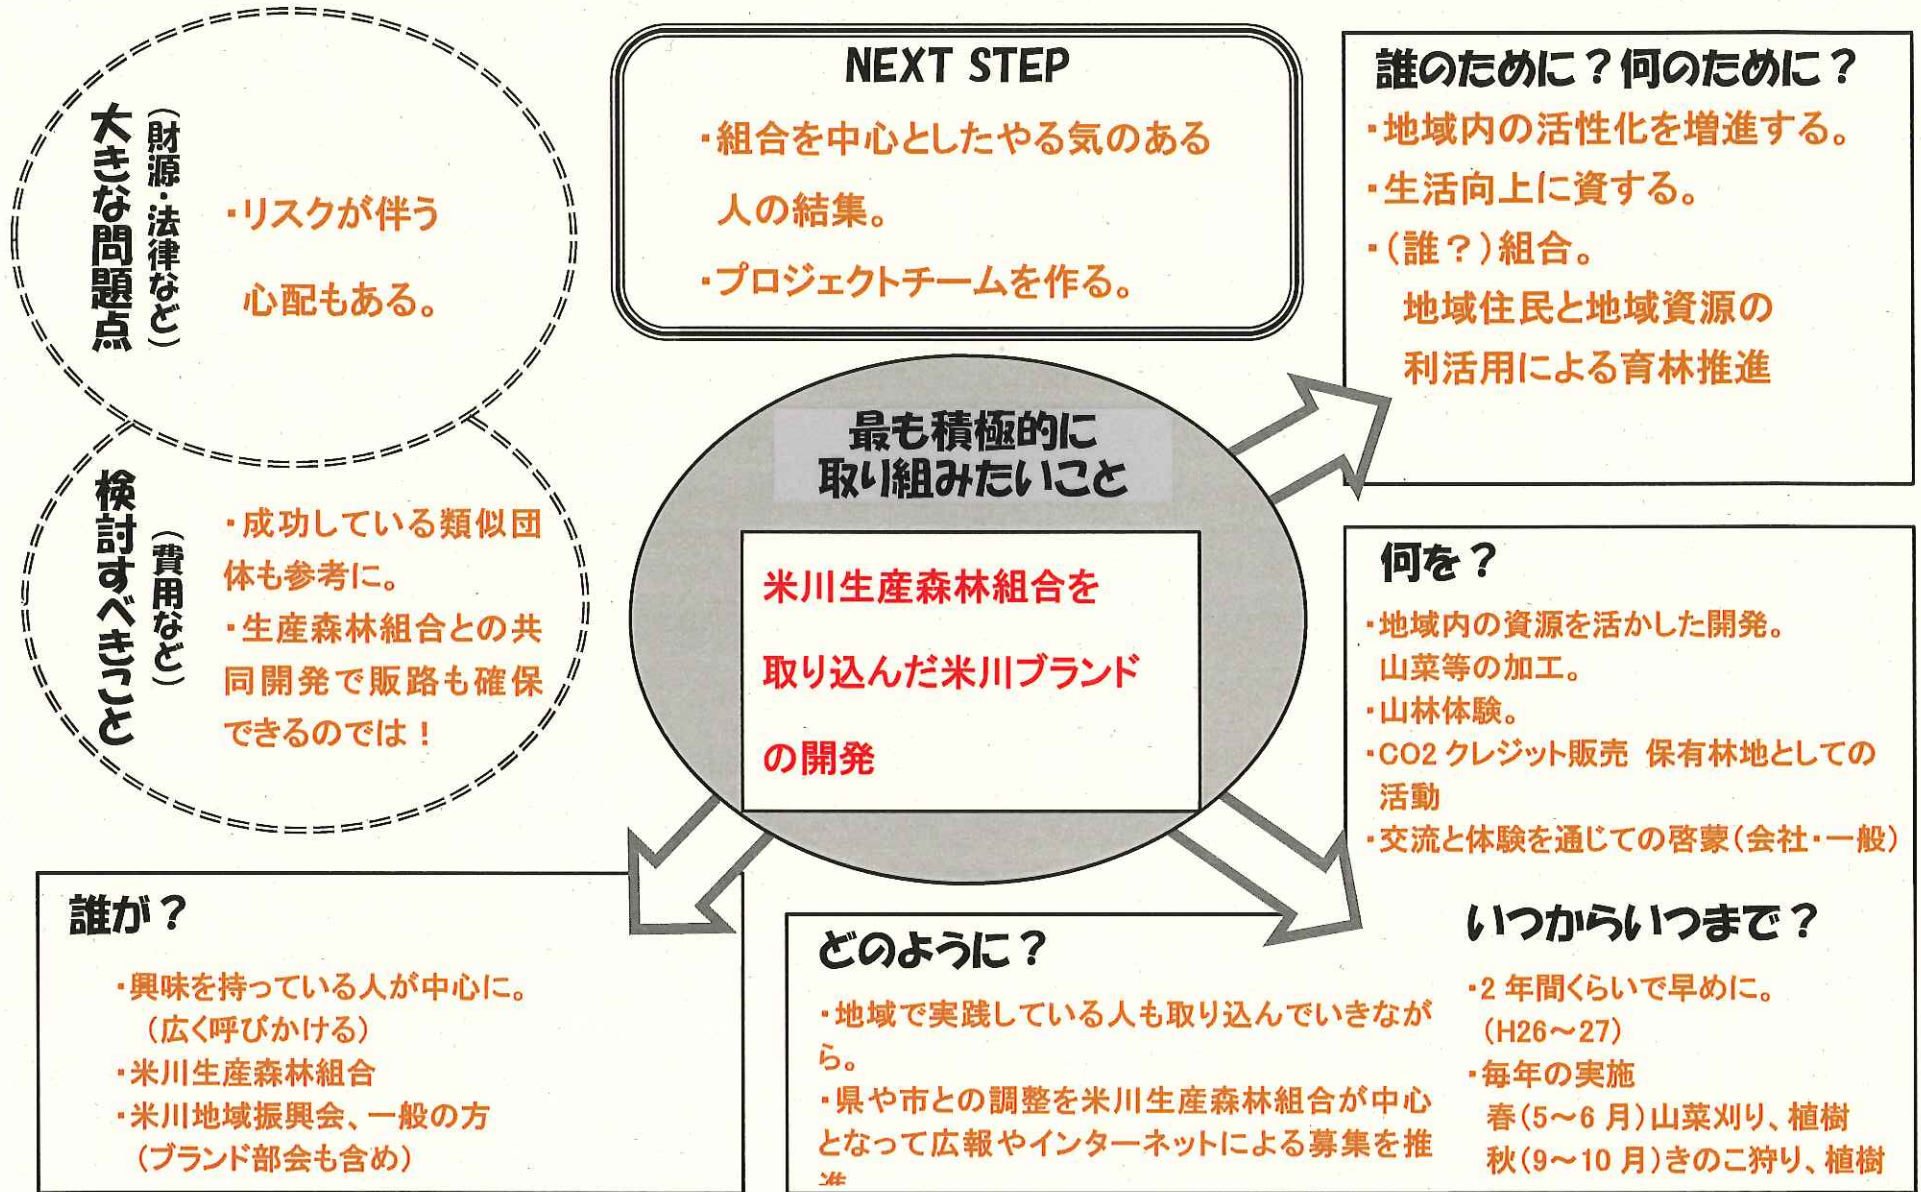 大きな問題点
(財源・法律など)
・リスクが伴う
心配もある。
検討すべきこと
(費用など)
・成功している類似団
体も参考に。
・生産森林組合との共
同開発で販路も確保
できるのでは！
NEXT STEP
・組合を中心としたやる気のある
人の結集。
・プロジェクトチームを作る。
最も積極的に
取り組みたいこと
米川生産森林組合を
取り込んだ米川ブランド
の開発
誰のために？何のために？
・地域内の活性化を増進する。
・生活向上に資する。
・(誰？)組合。
地域住民と地域資源の
利活用による育林推進
何を？
・地域内の資源を活かした開発。
山菜等の加工。
・山林体験。
・CO2 クレジット販売 保有林地としての
活動
・交流と体験を通じての啓蒙(会社・一般)
誰が？
・興味を持っている人が中心に。
(広く呼びかける)
・米川生産森林組合
・米川地域振興会、一般の方
(ブランド部会も含め)
どのように？
・地域で実践している人も取り込んでいきなが
ら。
・県や市との調整を米川生産森林組合が中心
となって広報やインターネットによる募集を推
進
いつからいつまで？
・2 年間くらいで早めに。
(H26～27)
・毎年の実施
春(5～6 月)山菜刈り、植樹
秋(9～10 月)きのこ狩り、植樹